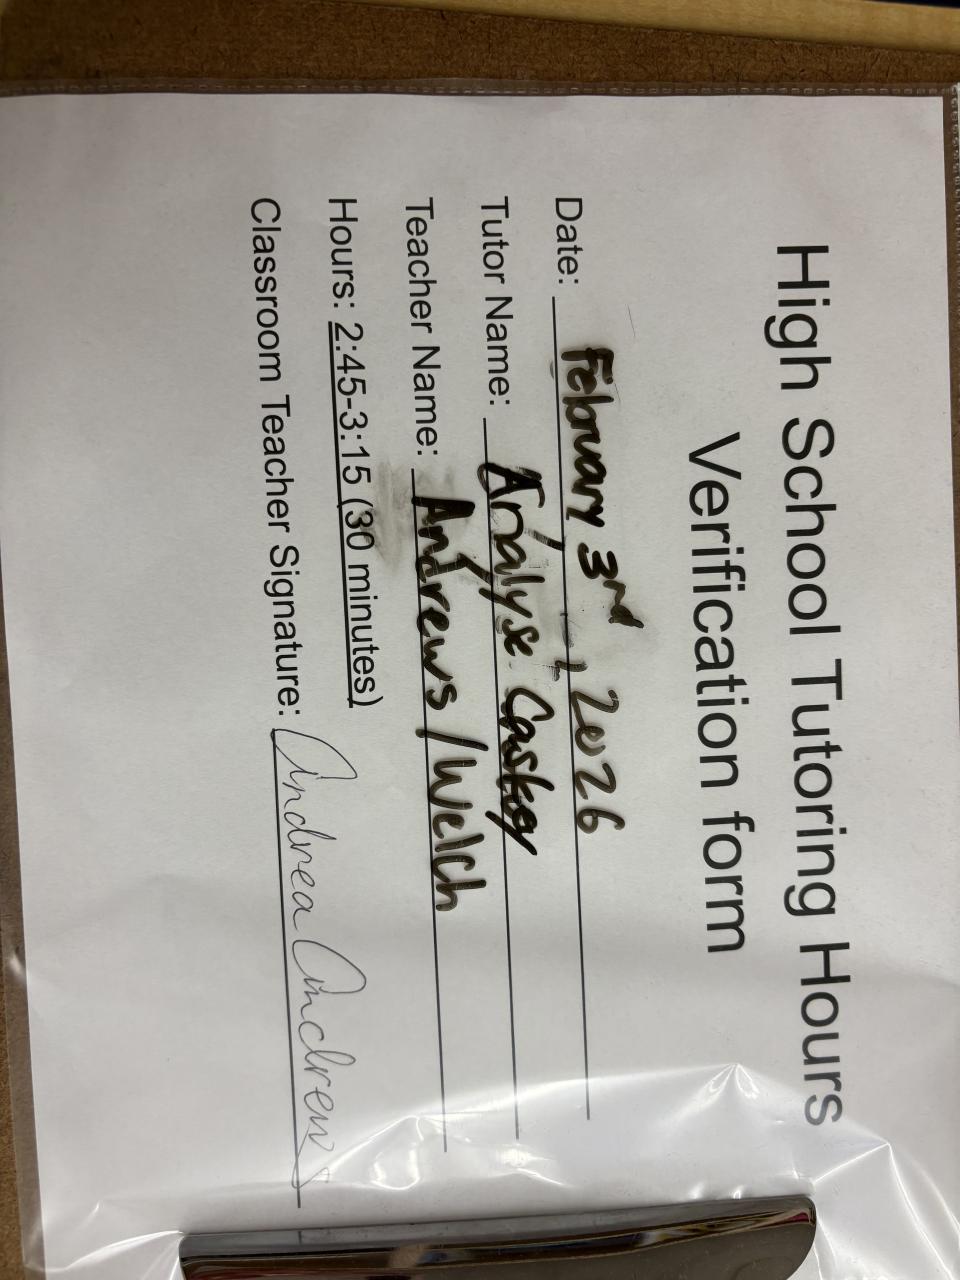 High School Tutoring Hours
Verification form
Date: February 3rd, 2026
Tutor Name: Analyse Caskey
Teacher Name: Andrews / Welch
Hours: 2:45-3:15 (30 minutes)
Classroom Teacher Signature: Andrea Andrews